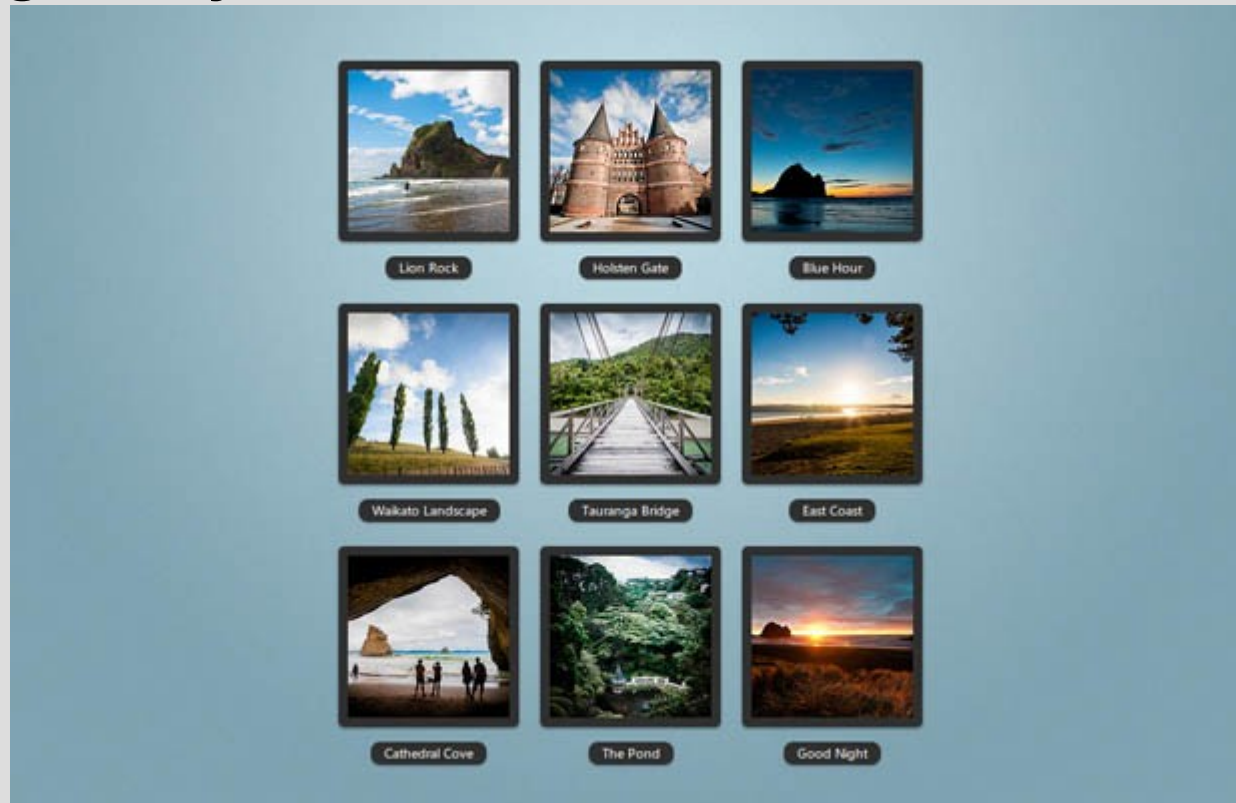 Lion Rock
Holsten Gate
Blue Hour
Waikato Landscape
Tauranga Bridge
East Coast
Cathedral Cove
The Pond
Good Night